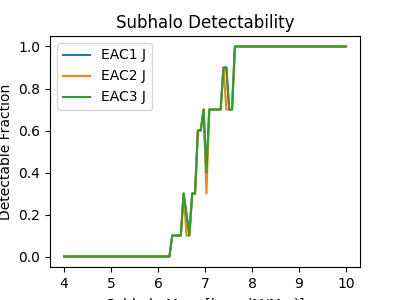 Subhalo Detectability
Detectable Fraction
1.0
0.8
0.6
0.4
0.2
0.0
EAC1 J
EAC2 J
EAC3 J
4 5 6 7 8 9 10